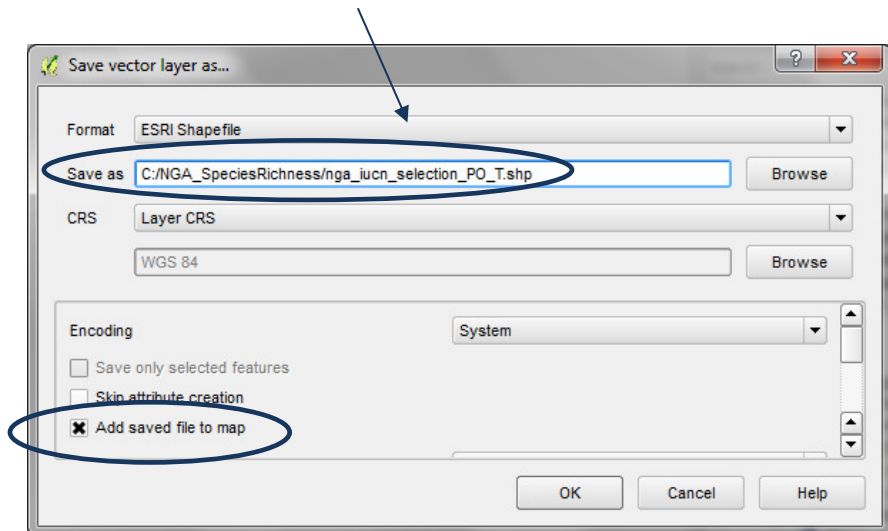 Save vector layer as...
?
Format ESRI Shapefile
Save as C:/NGA_SpeciesRichness/nga_iucn_selection_PO_T.shp Browse
CRS Layer CRS
WGS 84 Browse
Encoding System
Save only selected features
Skip attribute creation
Add saved file to map
OK Cancel Help